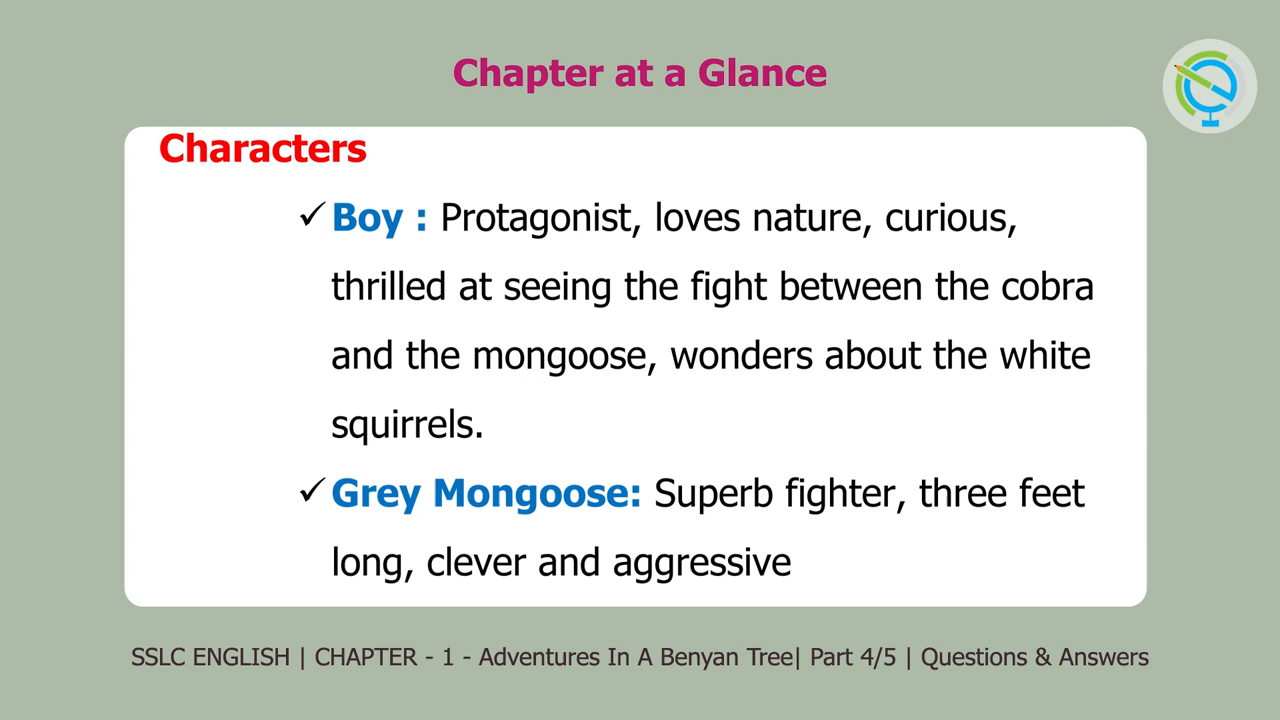 Chapter at a Glance
Characters
✓ Boy : Protagonist, loves nature, curious,
thrilled at seeing the fight between the cobra
and the mongoose, wonders about the white
squirrels.
✓ Grey Mongoose: Superb fighter, three feet
long, clever and aggressive
SSLC ENGLISH | CHAPTER - 1 - Adventures In A Benyan Tree| Part 4/5 | Questions & Answers